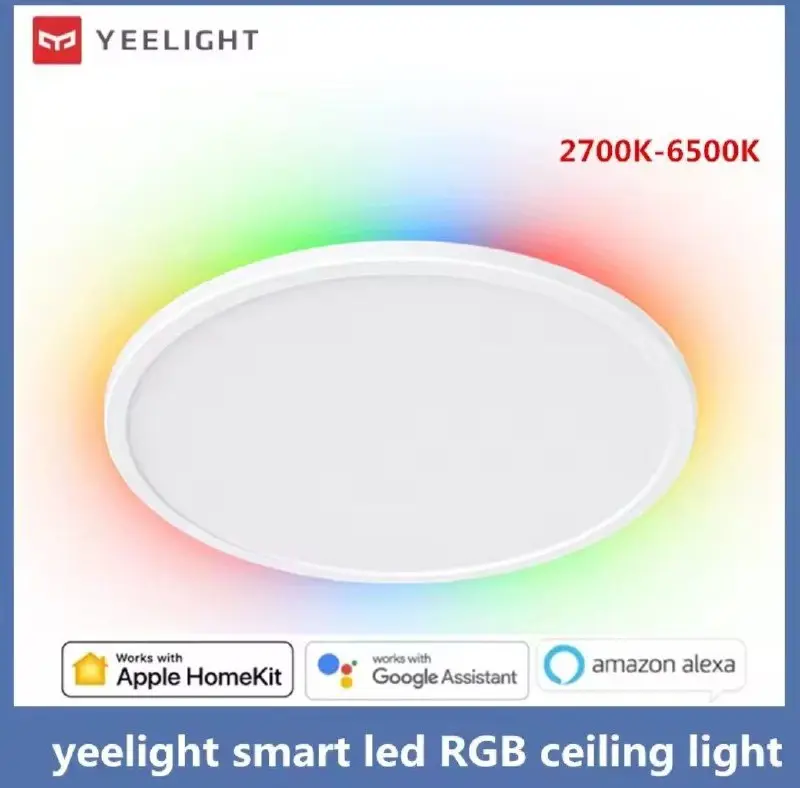 YEELIGHT
2700K-6500K
Works with
Apple HomeKit
works with
Google Assistant
amazon alexa
yeelight smart led RGB ceiling light